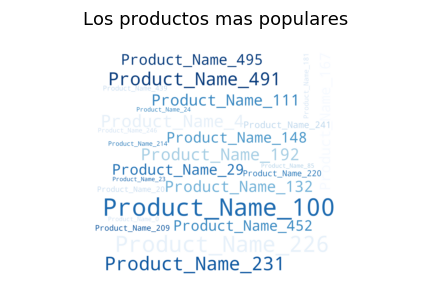 Los productos mas populares
Product_Name_495
Product_Name_491
Product_Name_111
Product_Name_24
Product_Name_4
Product_Name_241
Product_Name_148
Product_Name_214
Product_Name_192
Product_Name_29
Product_Name_220
Product_Name_23
Product_Name_132
Product_Name_100
Product_Name_209
Product_Name_452
Product_Name_226
Product_Name_231